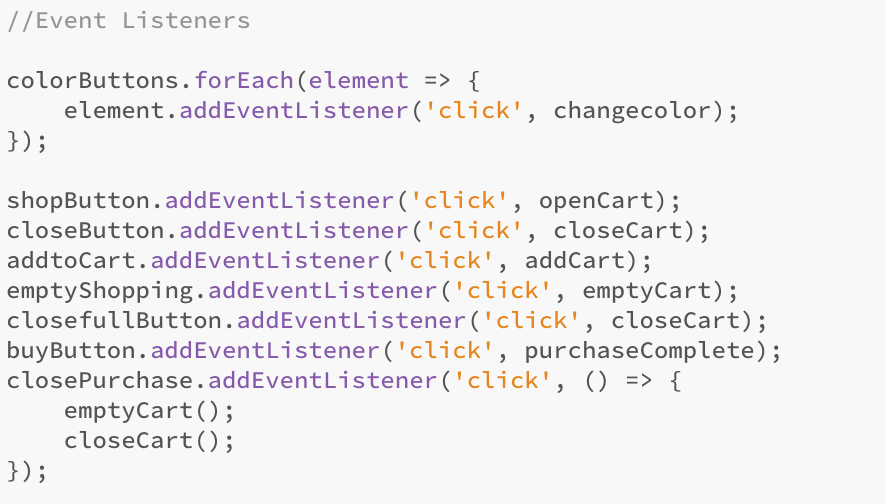 //Event Listeners

colorButtons.forEach(element => {
    element.addEventListener('click', changecolor);
});

shopButton.addEventListener('click', openCart);
closeButton.addEventListener('click', closeCart);
addtoCart.addEventListener('click', addCart);
emptyShopping.addEventListener('click', emptyCart);
closefullButton.addEventListener('click', closeCart);
buyButton.addEventListener('click', purchaseComplete);
closePurchase.addEventListener('click', () => {
    emptyCart();
    closeCart();
});